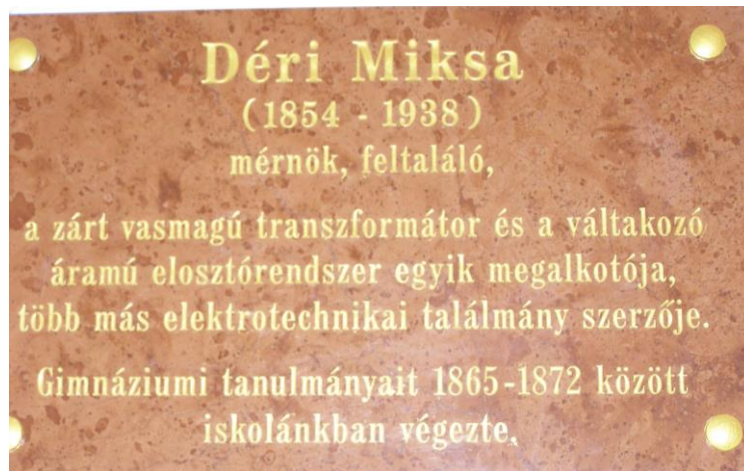 Déri Miksa
(1854 - 1938)
mérnök, feltaláló,
a zárt vasmagú transzformátor és a váltakozó
áramú elosztórendszer egyik megalkotója,
több más elektrotechnikai találmány szerzője.
Gimnáziumi tanulmányait 1865-1872 között
iskolánkban végezte.